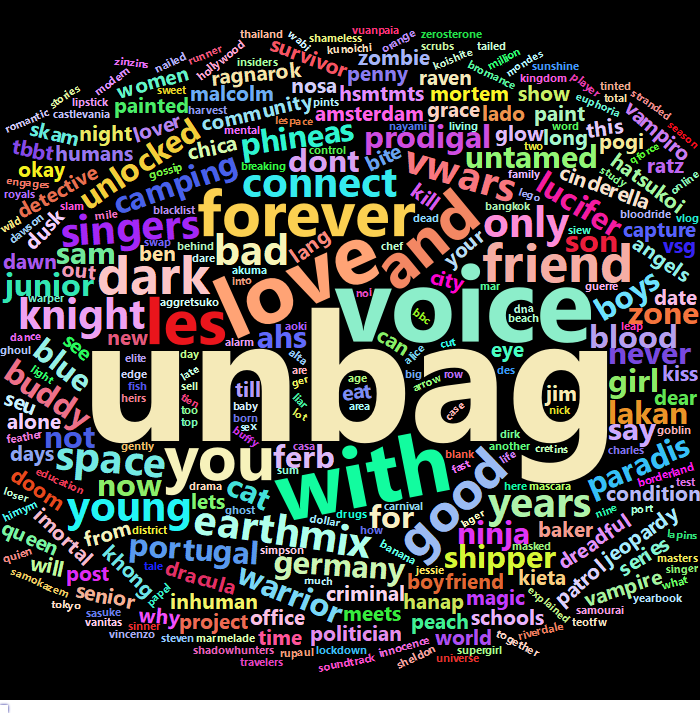 thailand
shameless
vuanpaia
orange
zerosterone
wabi
kunoichi
scrubs
tailed
hollywood
insiders
survivor
zombie
koishite
million
runner
nailed
bromance
mondes
zinzins
ragnarok
penny
raven
sunshine
modern
women
sweet
nosa
kingdom
player
stories
lipstick
malcolm
hsmtmts
mortem
show
euphoria
tinted
total
stranded
romantic
castlevania
painted
harvest
community
pints
amsterdam
grace
lado
paint
vampiro
season
skam
night
lover
mental
lespace
nayami
living
glow
long
word
this
pogi
qforce
tbbt
humans
chica
phineas
control
prodigal
two
untamed
hatsukoi
study
online
okay
gossip
breaking
dont
bite
vwars
family
cinderella
ratz
engages
royals
detective
unlocked
camping
connect
kill
lego
lucifer
bloodride
vlog
slam
mile
blacklist
dead
bangkok
siew
capture
vsg
wild
dawson
dusk
singers
forever
and
only
son
angels
swap
behind
chef
your
dawn
sam
ben
dare
bad
lang
friend
out
akuma
into
love
city
mar
dna
guerre
date
junior
warper
dark
aggretsuko
nol
voice
beach
boys
zone
knight
les
bbc
leap
dance
new
alarm
ahs
aoki
can
alice
cut
eye
blood
never
ghoul
see
elite
day
alta
unbag
big
arrow
row
des
girl
kiss
light
blue
edge
late
are
age
fish
sell
till
ger
eat
jim
dear
heirs
tien
baby
liar
area
nick
lakan
buddy
seu
too
born
lot
case
goblin
feather
alone
not
top
sex
buffy
dirk
say
charles
days
gently
casa
blank
another
cretins
borderland
education
space
you
ferb
with
good
life
paradis
test
loser
doom
drama
sum
fast
here
mascara
condition
himym
now
cat
lets
ghost
drugs
carnival
bger
years
nine
port
queen
imortal
young
for
dollar
how
banana
lapins
quien
from
district
earthmix
ninja
masked
baker
dreadful
jeopardy
masters
will
khong
portugal
simpson
germany
jessie
shipper
series
singer
samokazem
post
tale
dracula
much
boyfriend
kieta
patrol
what
tokyo
senior
papel
inhuman
warrior
criminal
hanap
magic
explained
vampire
yearbook
sasuke
why
project
office
meets
peach
schools
samourai
vanitas
sinner
time
politician
world
together
teotfw
vincenzo
steven
marmelade
innocence
supergirl
riverdale
shadowhunters
rupaul
lockdown
sheldon
universe
travelers
soundtrack